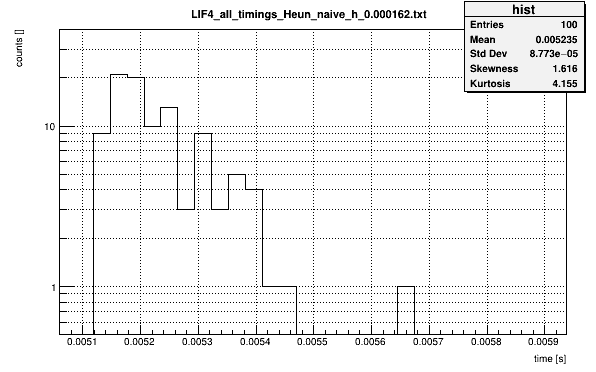 LIF4_all_timings_Heun_naive_h_0.000162.txt
hist
Entries 100
Mean 0.005235
Std Dev 8.773e−05
Skewness 1.616
Kurtosis 4.155
counts []
10
1
0.0051 0.0052 0.0053 0.0054 0.0055 0.0056 0.0057 0.0058 0.0059
time [s]